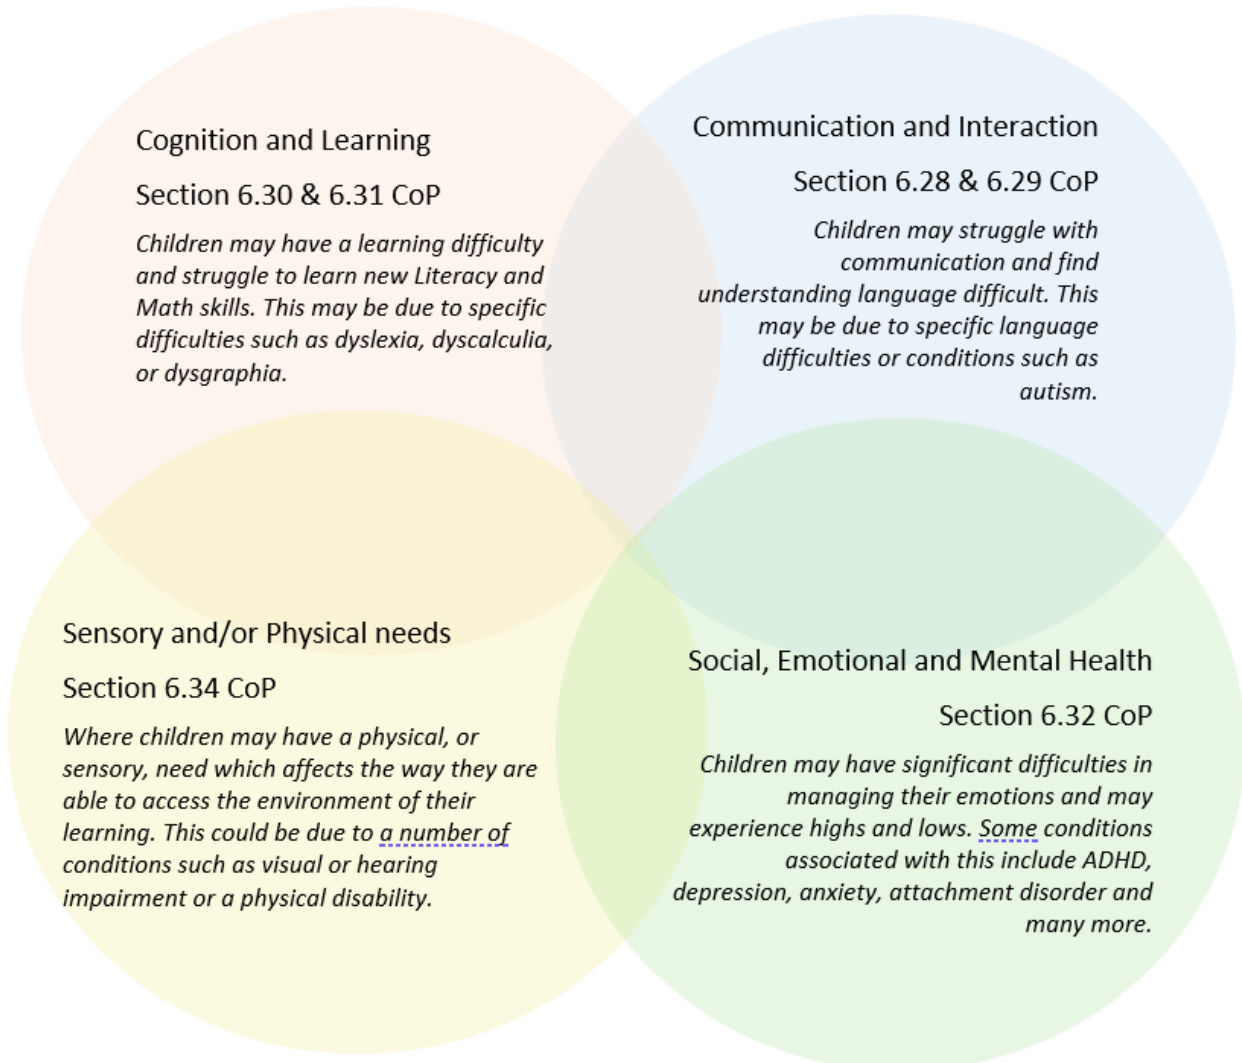 Cognition and Learning
Section 6.30 & 6.31 CoP
Children may have a learning difficulty
and struggle to learn new Literacy and
Math skills. This may be due to specific
difficulties such as dyslexia, dyscalculia,
or dysgraphia.
Communication and Interaction
Section 6.28 & 6.29 CoP
Children may struggle with
communication and find
understanding language difficult. This
may be due to specific language
difficulties or conditions such as
autism.
Sensory and/or Physical needs
Section 6.34 CoP
Where children may have a physical, or
sensory, need which affects the way they are
able to access the environment of their
learning. This could be due to a number of
conditions such as visual or hearing
impairment or a physical disability.
Social, Emotional and Mental Health
Section 6.32 CoP
Children may have significant difficulties in
managing their emotions and may
experience highs and lows. Some conditions
associated with this include ADHD,
depression, anxiety, attachment disorder and
many more.